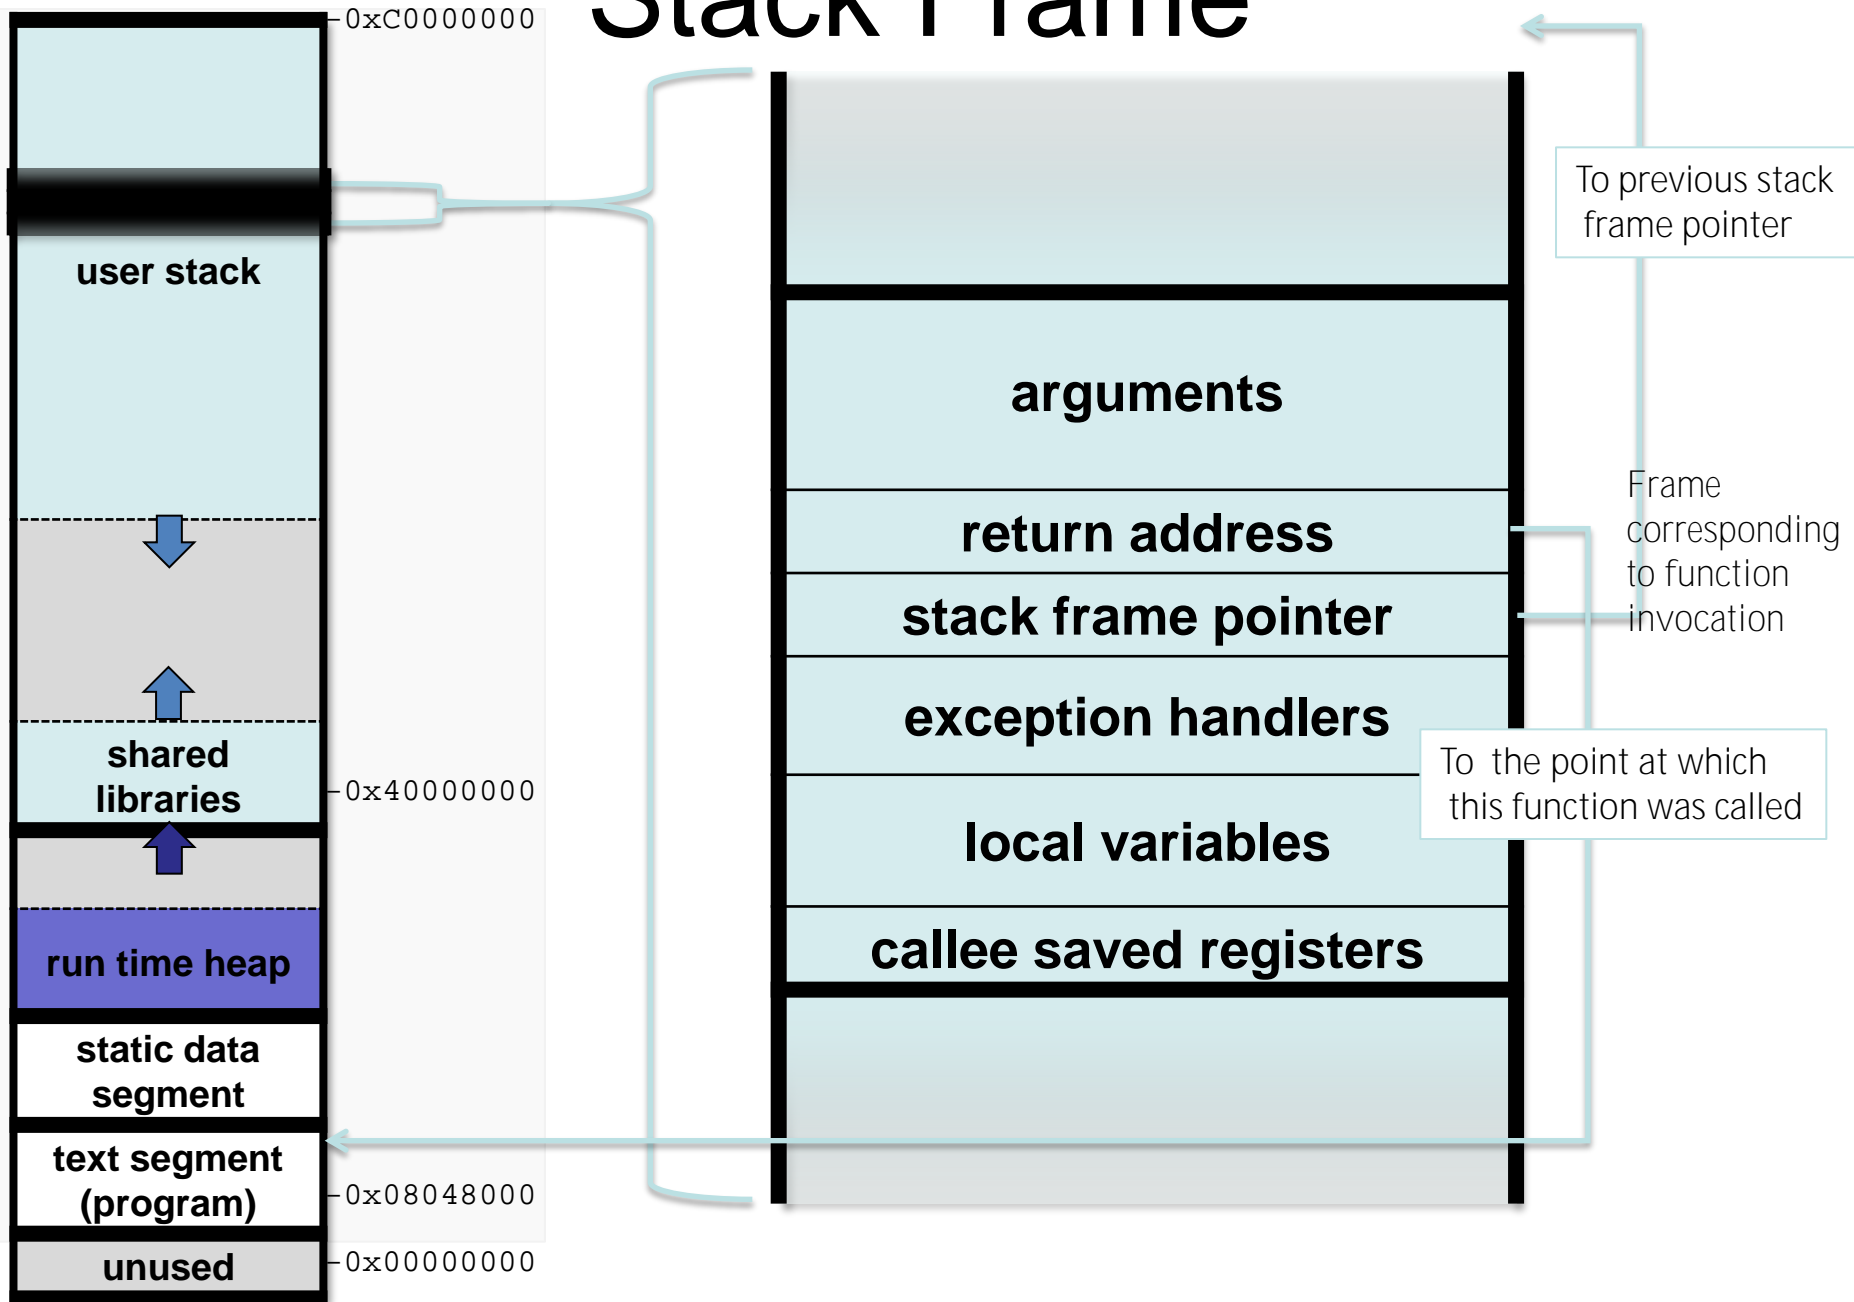 Stack Frame
-0xC0000000
user stack
shared
libraries
-0x40000000
run time heap
static data
segment
text segment
(program)
-0x08048000
unused
-0x00000000
arguments
return address
stack frame pointer
exception handlers
local variables
callee saved registers
To previous stack
frame pointer
Frame
corresponding
to function
invocation
To the point at which
this function was called